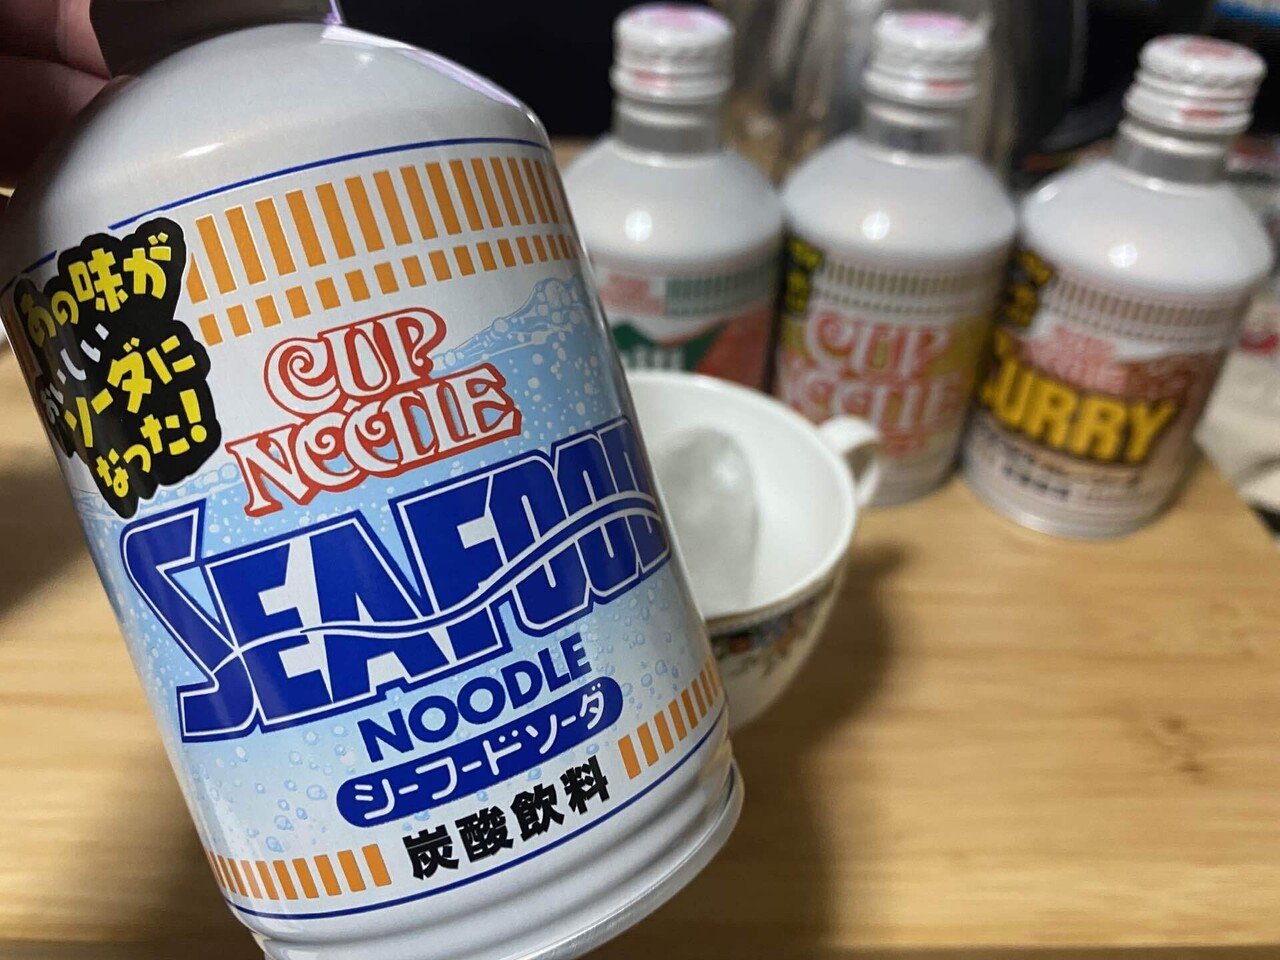 あの味が
おいしい
ソーダに
なった!
CUP
NOODLE
SEAFOOD
NOODLE
シーフードソーダ
炭酸飲料
CUP
NOODLE
CURRY